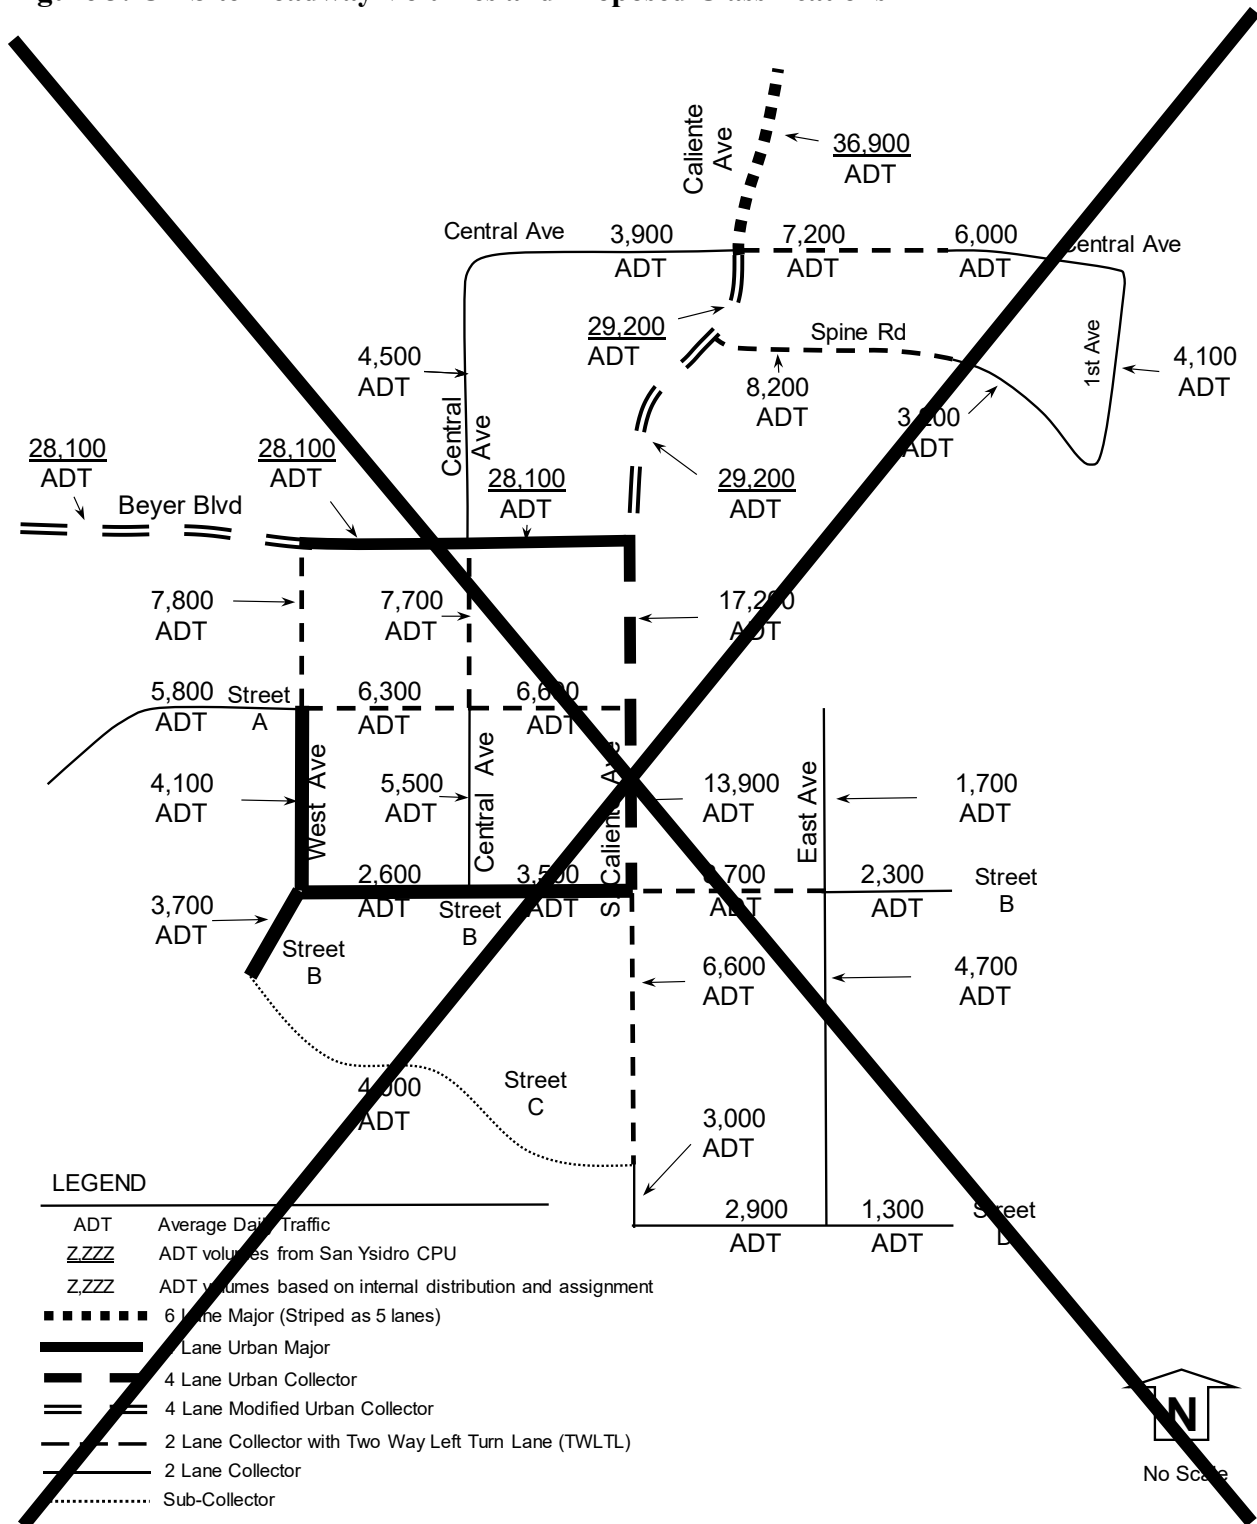 Central Ave
Caliente
Ave
36,900
ADT
3,900
ADT
7,200
ADT
6,000
ADT
Central Ave
29,200
ADT
Spine Rd
4,500
ADT
8,200
ADT
1st Ave
4,100
ADT
Central
Ave
ADT
28,100
ADT
28,100
ADT
28,100
ADT
29,200
ADT
Beyer Blvd
7,800
ADT
7,700
ADT
17,200
ADT
5,800
ADT
Street
A
6,300
ADT
6,600
ADT
4,100
ADT
West Ave
5,500
ADT
Central Ave
S. Caliente Ave
13,900
ADT
East Ave
1,700
ADT
2,600
ADT
3,500
ADT
Street
B
ADT
2,300
ADT
Street
B
3,700
ADT
Street
B
6,600
ADT
4,700
ADT
ADT
Street
C
3,000
ADT
2,900
ADT
1,300
ADT
Street
D
LEGEND
ADT Average Daily Traffic
Z,ZZZ ADT volumes from San Ysidro CPU
Z,ZZZ ADT volumes based on internal distribution and assignment
6 Lane Major (Striped as 5 lanes)
Lane Urban Major
4 Lane Urban Collector
4 Lane Modified Urban Collector
2 Lane Collector with Two Way Left Turn Lane (TWLTL)
2 Lane Collector
Sub-Collector
N
No Scale